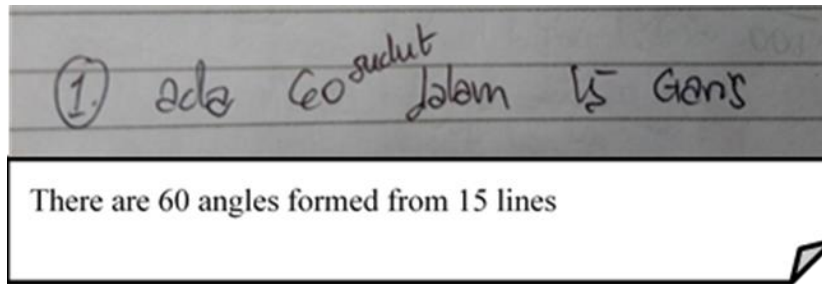 1. ada 60 sudut dalam 15 Garis
There are 60 angles formed from 15 lines